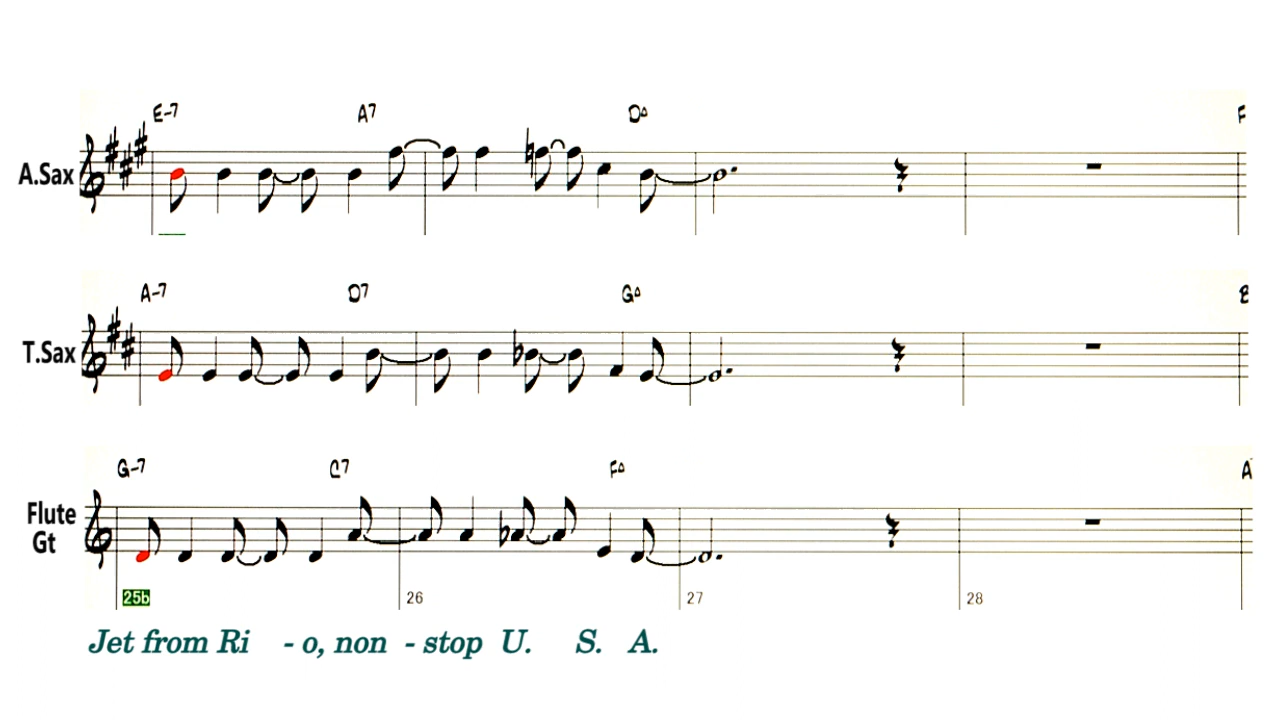 E-7 A7 D▵ F
A.Sax
A-7 D7 G▵
T.Sax
G-7 C7 F▵
Flute
Gt
25b 26 27 28
Jet from Ri - o, non - stop U. S. A.